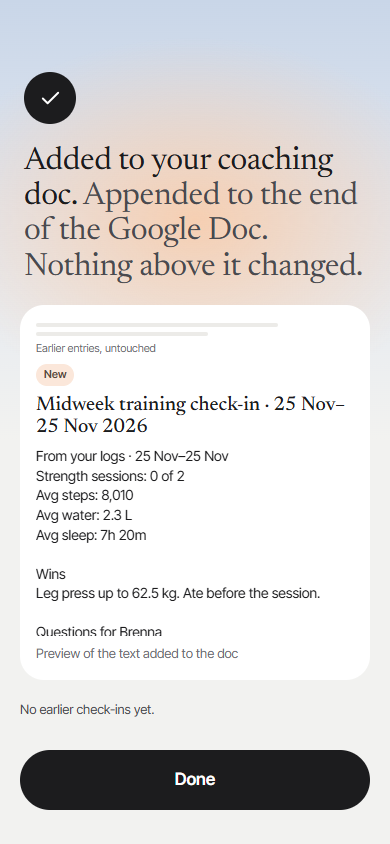 Added to your coaching
doc. Appended to the end
of the Google Doc.
Nothing above it changed.
Earlier entries, untouched
New
Midweek training check-in · 25 Nov–
25 Nov 2026
From your logs · 25 Nov–25 Nov
Strength sessions: 0 of 2
Avg steps: 8,010
Avg water: 2.3 L
Avg sleep: 7h 20m
Wins
Leg press up to 62.5 kg. Ate before the session.
Questions for Brenna
Preview of the text added to the doc
No earlier check-ins yet.
Done